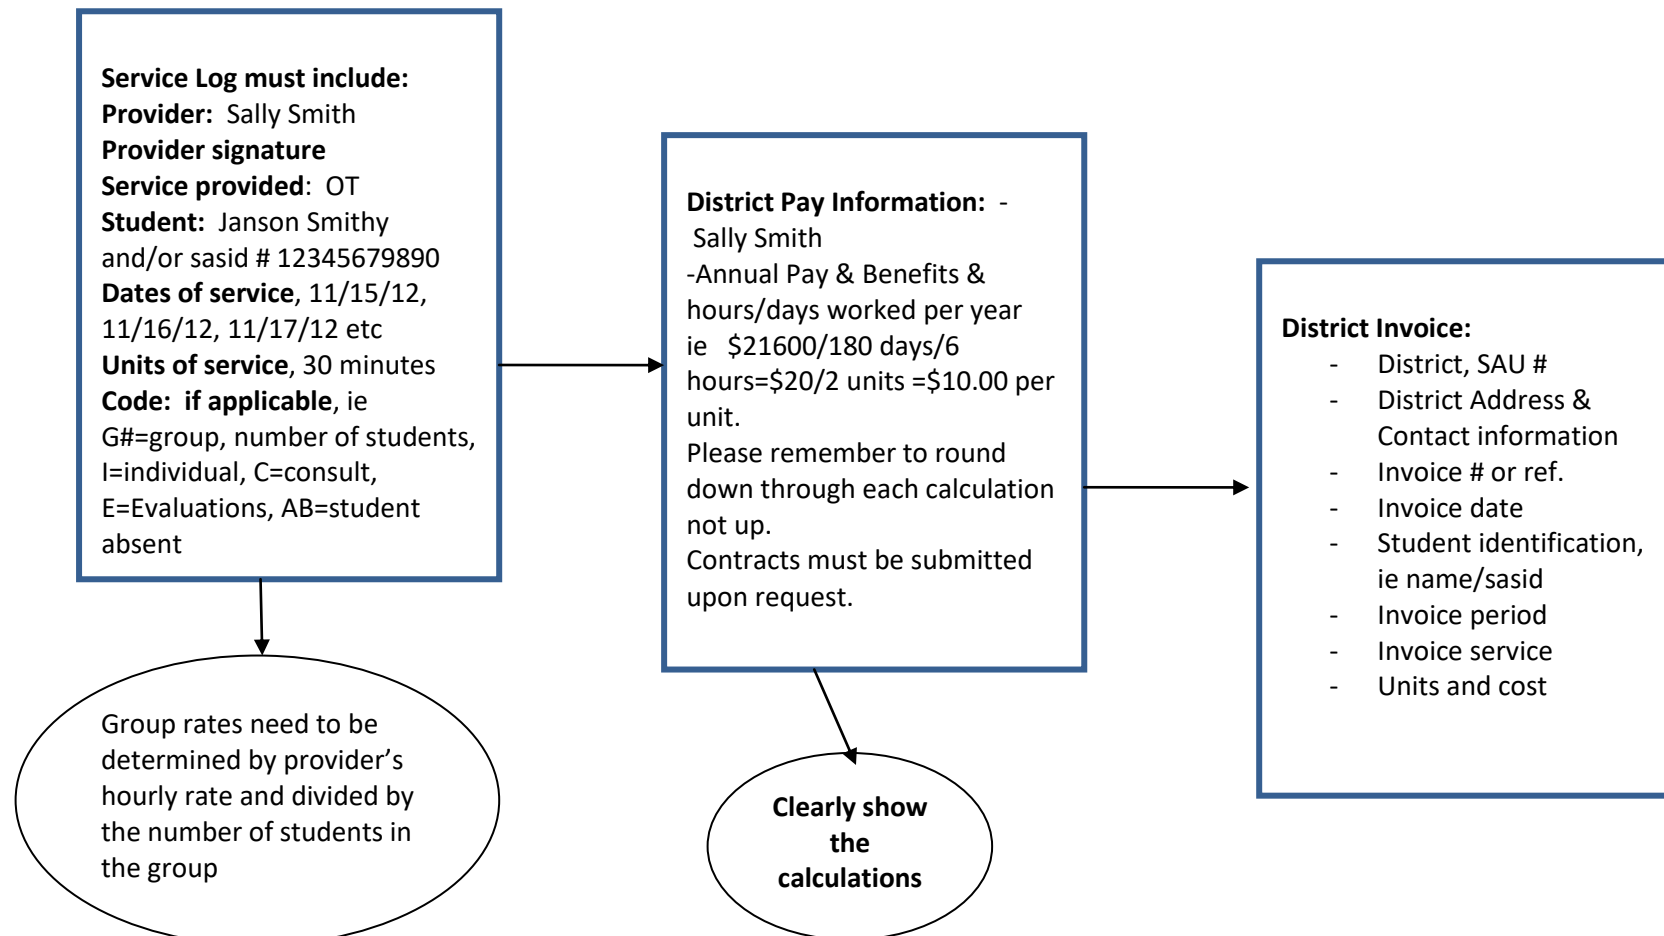 Service Log must include:
Provider: Sally Smith
Provider signature
Service provided: OT
Student: Janson Smithy
and/or sasid # 12345679890
Dates of service, 11/15/12,
11/16/12, 11/17/12 etc
Units of service, 30 minutes
Code: if applicable, ie
G#=group, number of students,
I=individual, C=consult,
E=Evaluations, AB=student
absent
Group rates need to be
determined by provider’s
hourly rate and divided by
the number of students in
the group
District Pay Information: -
Sally Smith
-Annual Pay & Benefits &
hours/days worked per year
ie $21600/180 days/6
hours=$20/2 units =$10.00 per
unit.
Please remember to round
down through each calculation
not up.
Contracts must be submitted
upon request.
Clearly show
the
calculations
District Invoice:
- District, SAU #
- District Address &
Contact information
- Invoice # or ref.
- Invoice date
- Student identification,
ie name/sasid
- Invoice period
- Invoice service
- Units and cost